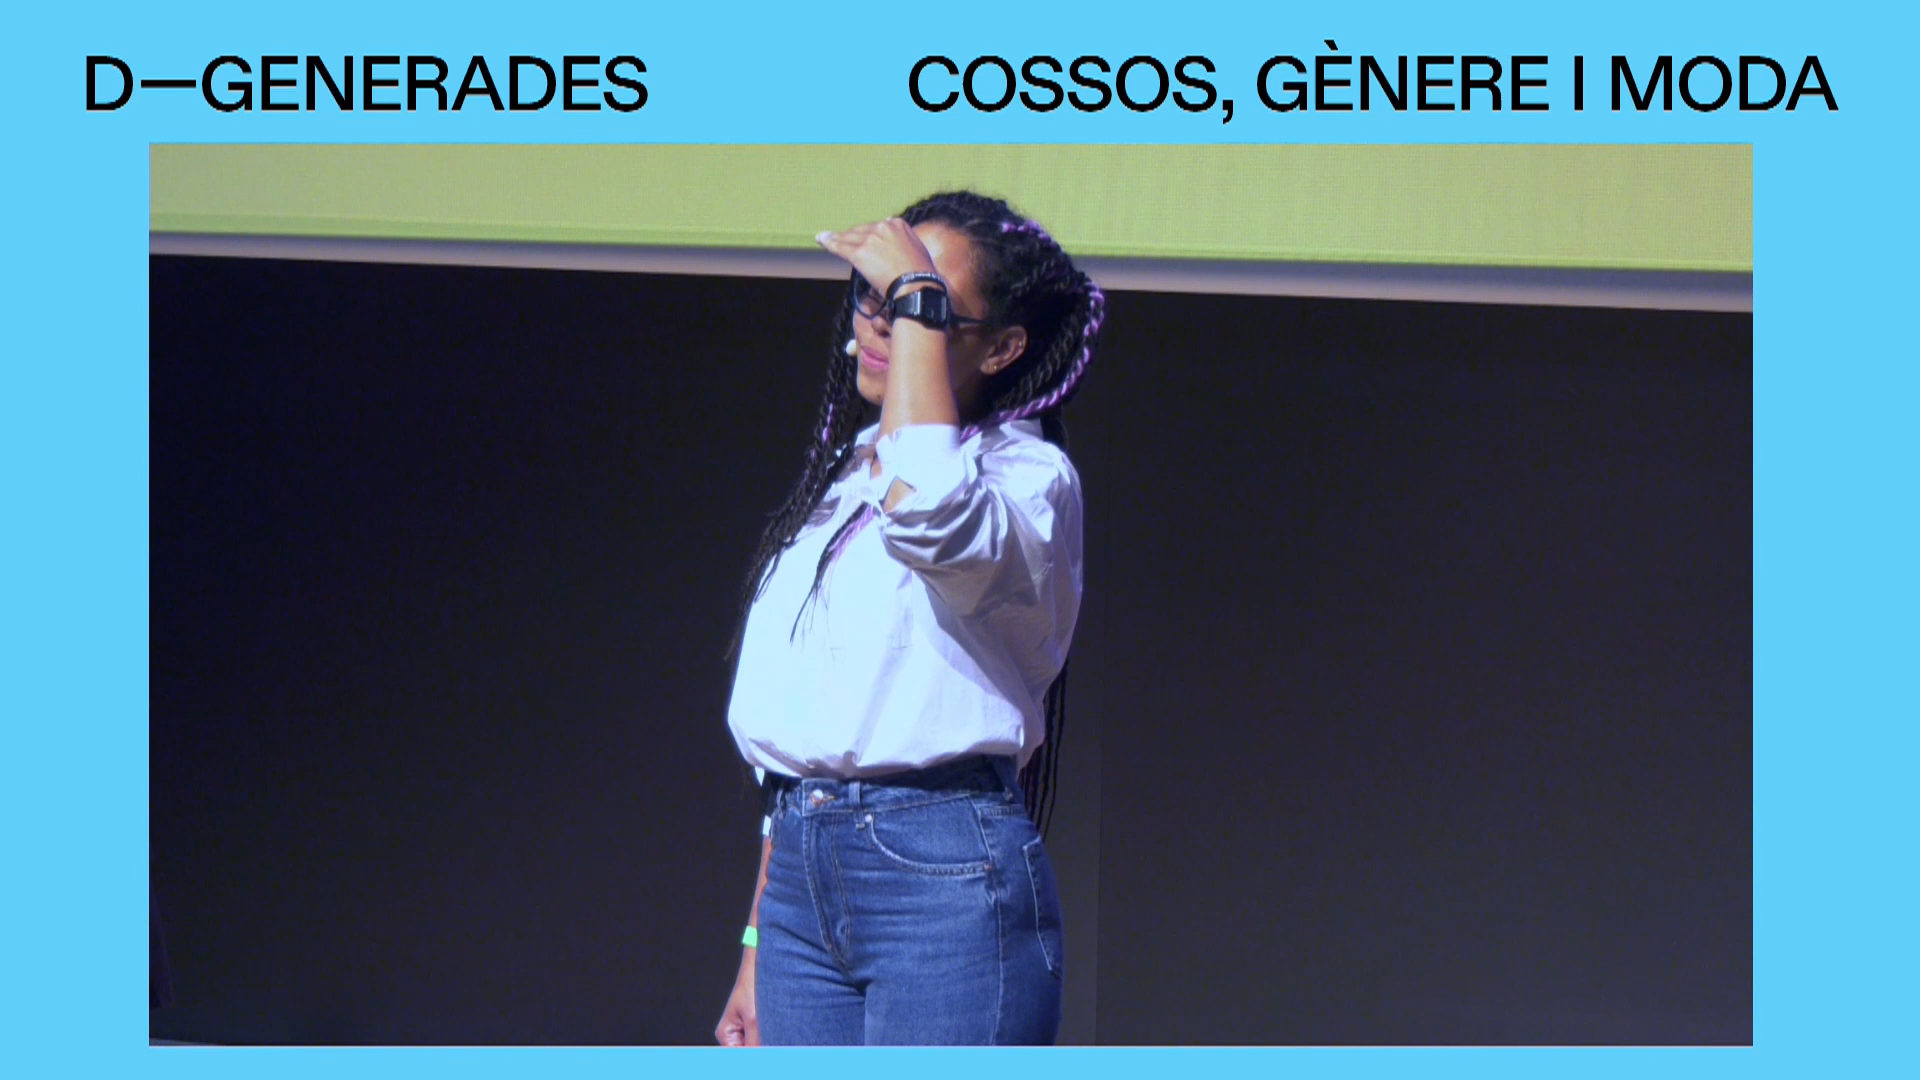 D—GENERADES
COSSOS, GÈNERE I MODA